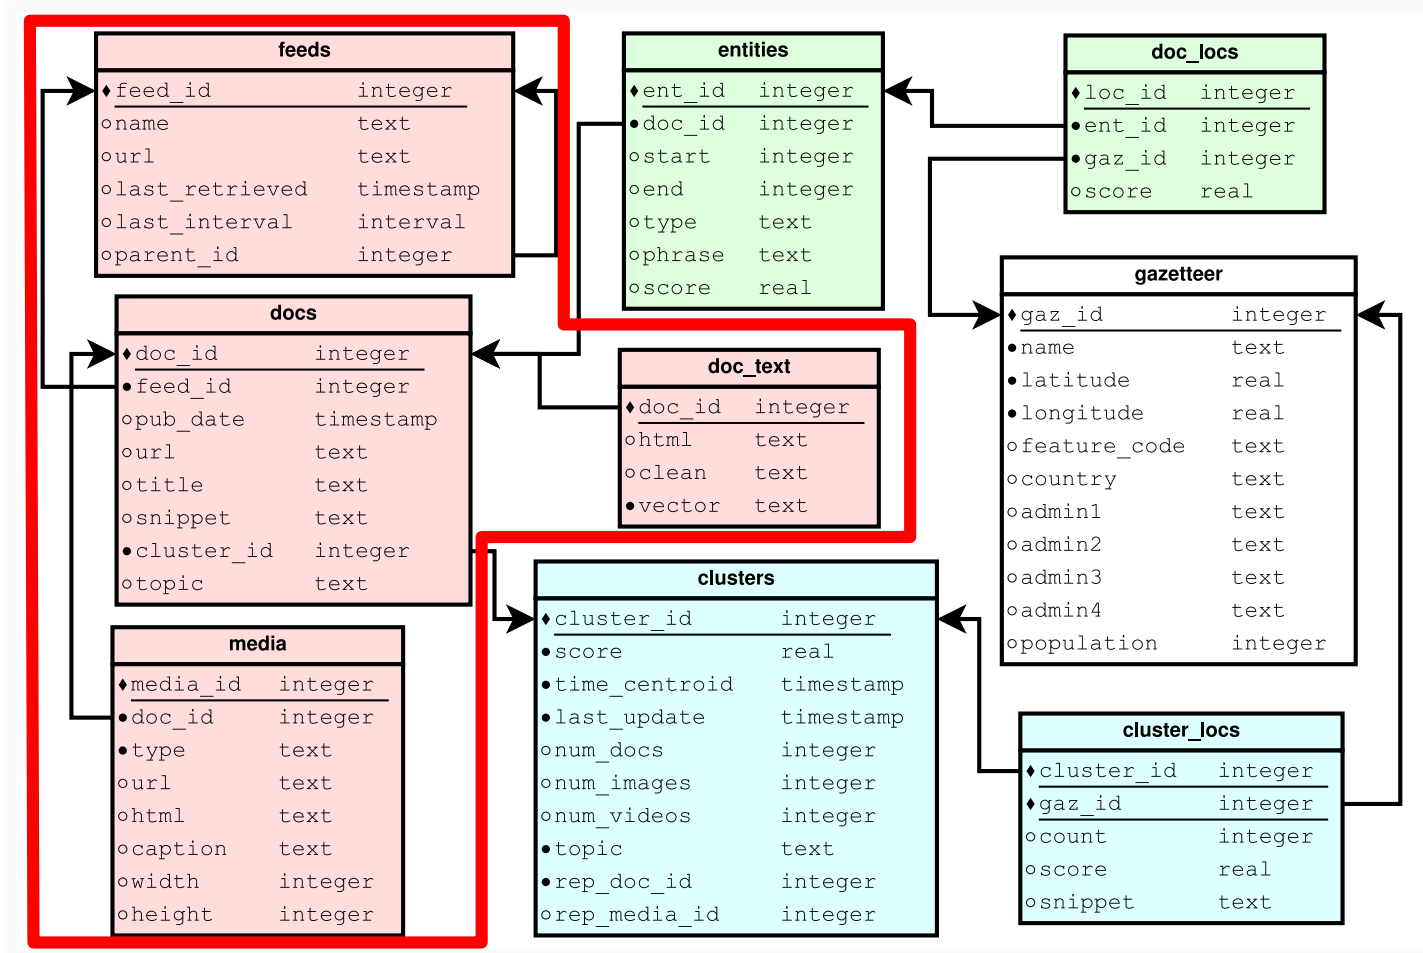 feeds
feed_id integer
name text
url text
last_retrieved timestamp
last_interval interval
parent_id integer
docs
doc_id integer
feed_id integer
pub_date timestamp
url text
title text
snippet text
cluster_id integer
topic text
media
media_id integer
doc_id integer
type text
url text
html text
caption text
width integer
height integer
entities
ent_id integer
doc_id integer
start integer
end integer
type text
phrase text
score real
doc_text
doc_id integer
html text
clean text
vector text
clusters
cluster_id integer
score real
time_centroid timestamp
last_update timestamp
num_docs integer
num_images integer
num_videos integer
topic text
rep_doc_id integer
rep_media_id integer
doc_locs
loc_id integer
ent_id integer
gaz_id integer
score real
gazetteer
gaz_id integer
name text
latitude real
longitude real
feature_code text
country text
admin1 text
admin2 text
admin3 text
admin4 text
population integer
cluster_locs
cluster_id integer
gaz_id integer
count integer
score real
snippet text